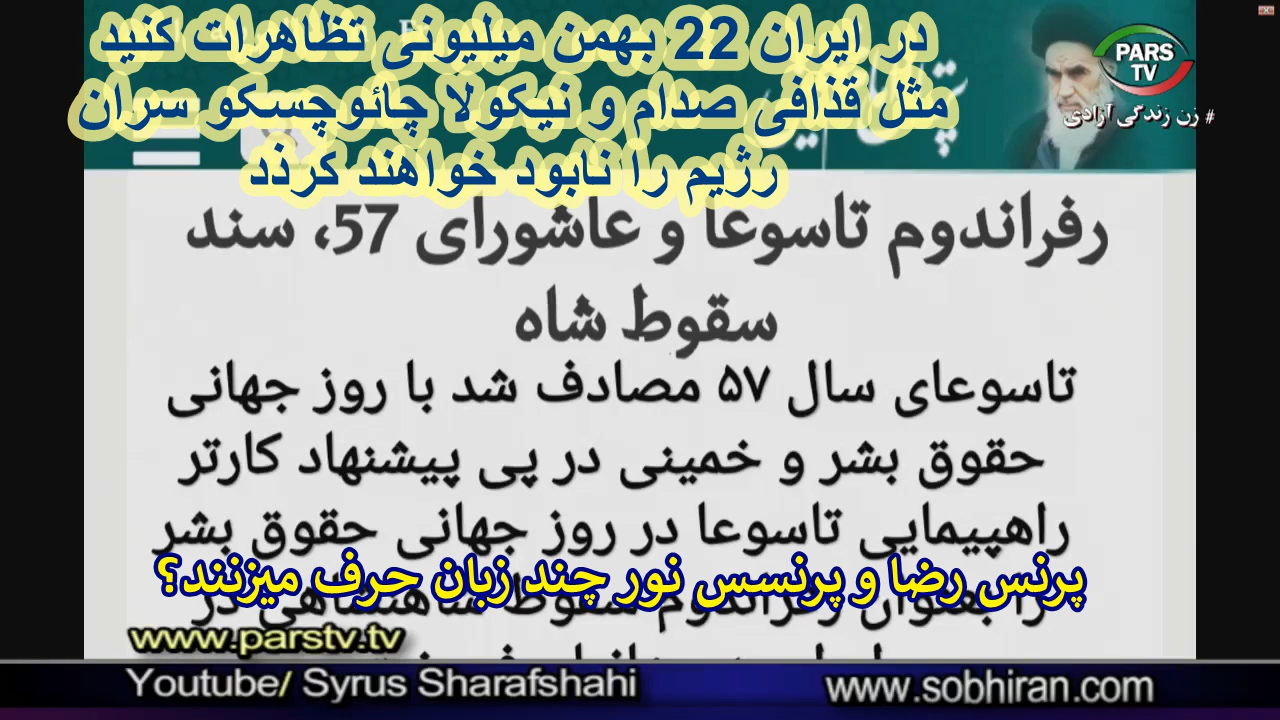 در ایران 22 بهمن میلیونی تظاهرات کنید
مثل قذافی صدام و نیکولا چائوچسکو سران
رژیم را نابود خواهند کرذد
PARS
TV
# زن زندگی آزادی
رفراندوم تاسوعا و عاشورای 57، سند
سقوط شاه
تاسوعای سال ۵۷ مصادف شد با روز جهانی
حقوق بشر و خمینی در پی پیشنهاد کارتر
راهپیمایی تاسوعا در روز جهانی حقوق بشر
پرنس رضا و پرنسس نور چند زبان حرف میزنند؟
www.parstv.tv
Youtube/ Syrus Sharafshahi
www.sobhiran.com